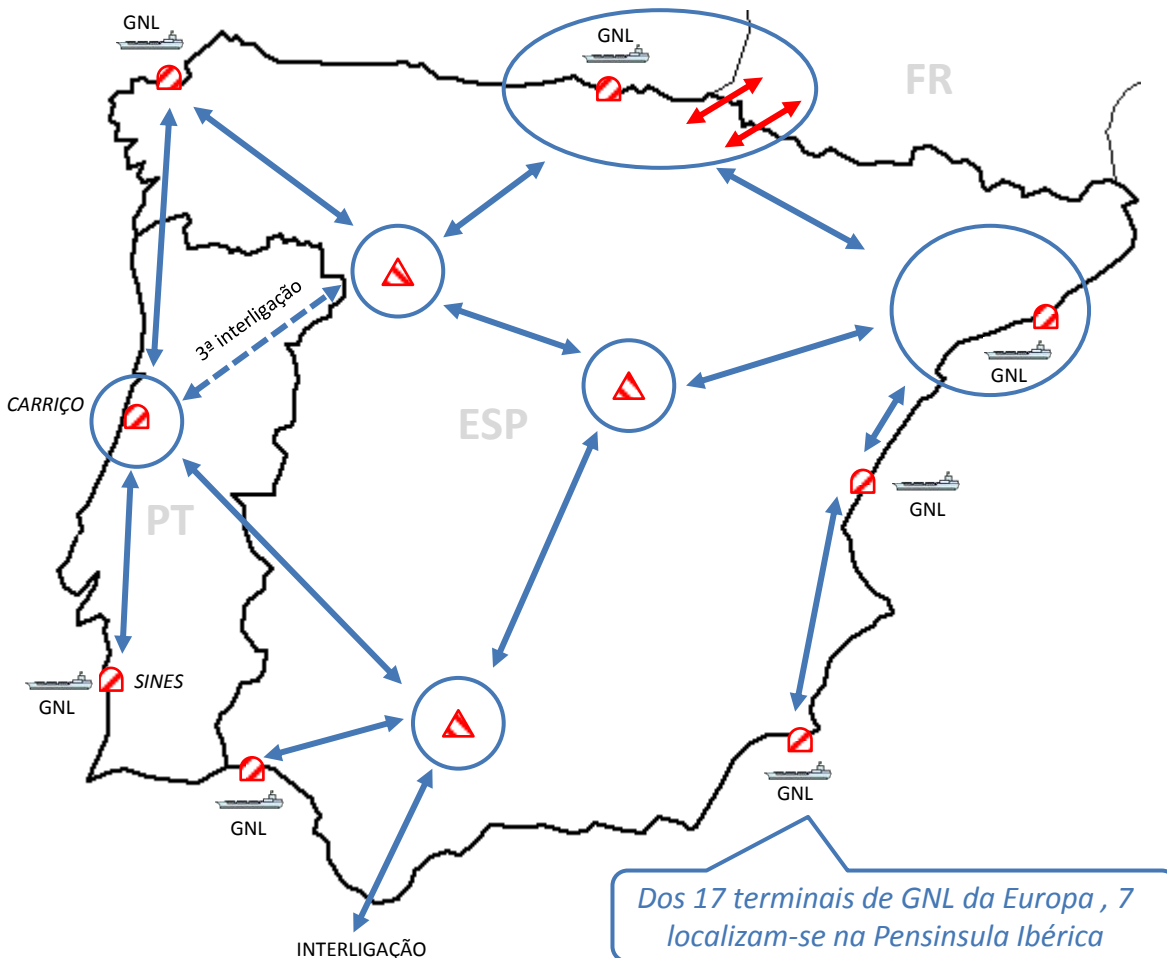 GNL
GNL
FR
3ª interligação
GNL
CARRIÇO
ESP
GNL
PT
SINES
GNL
GNL
GNL
INTERLIGAÇÃO
Dos 17 terminais de GNL da Europa , 7
localizam-se na Pensinsula Ibérica